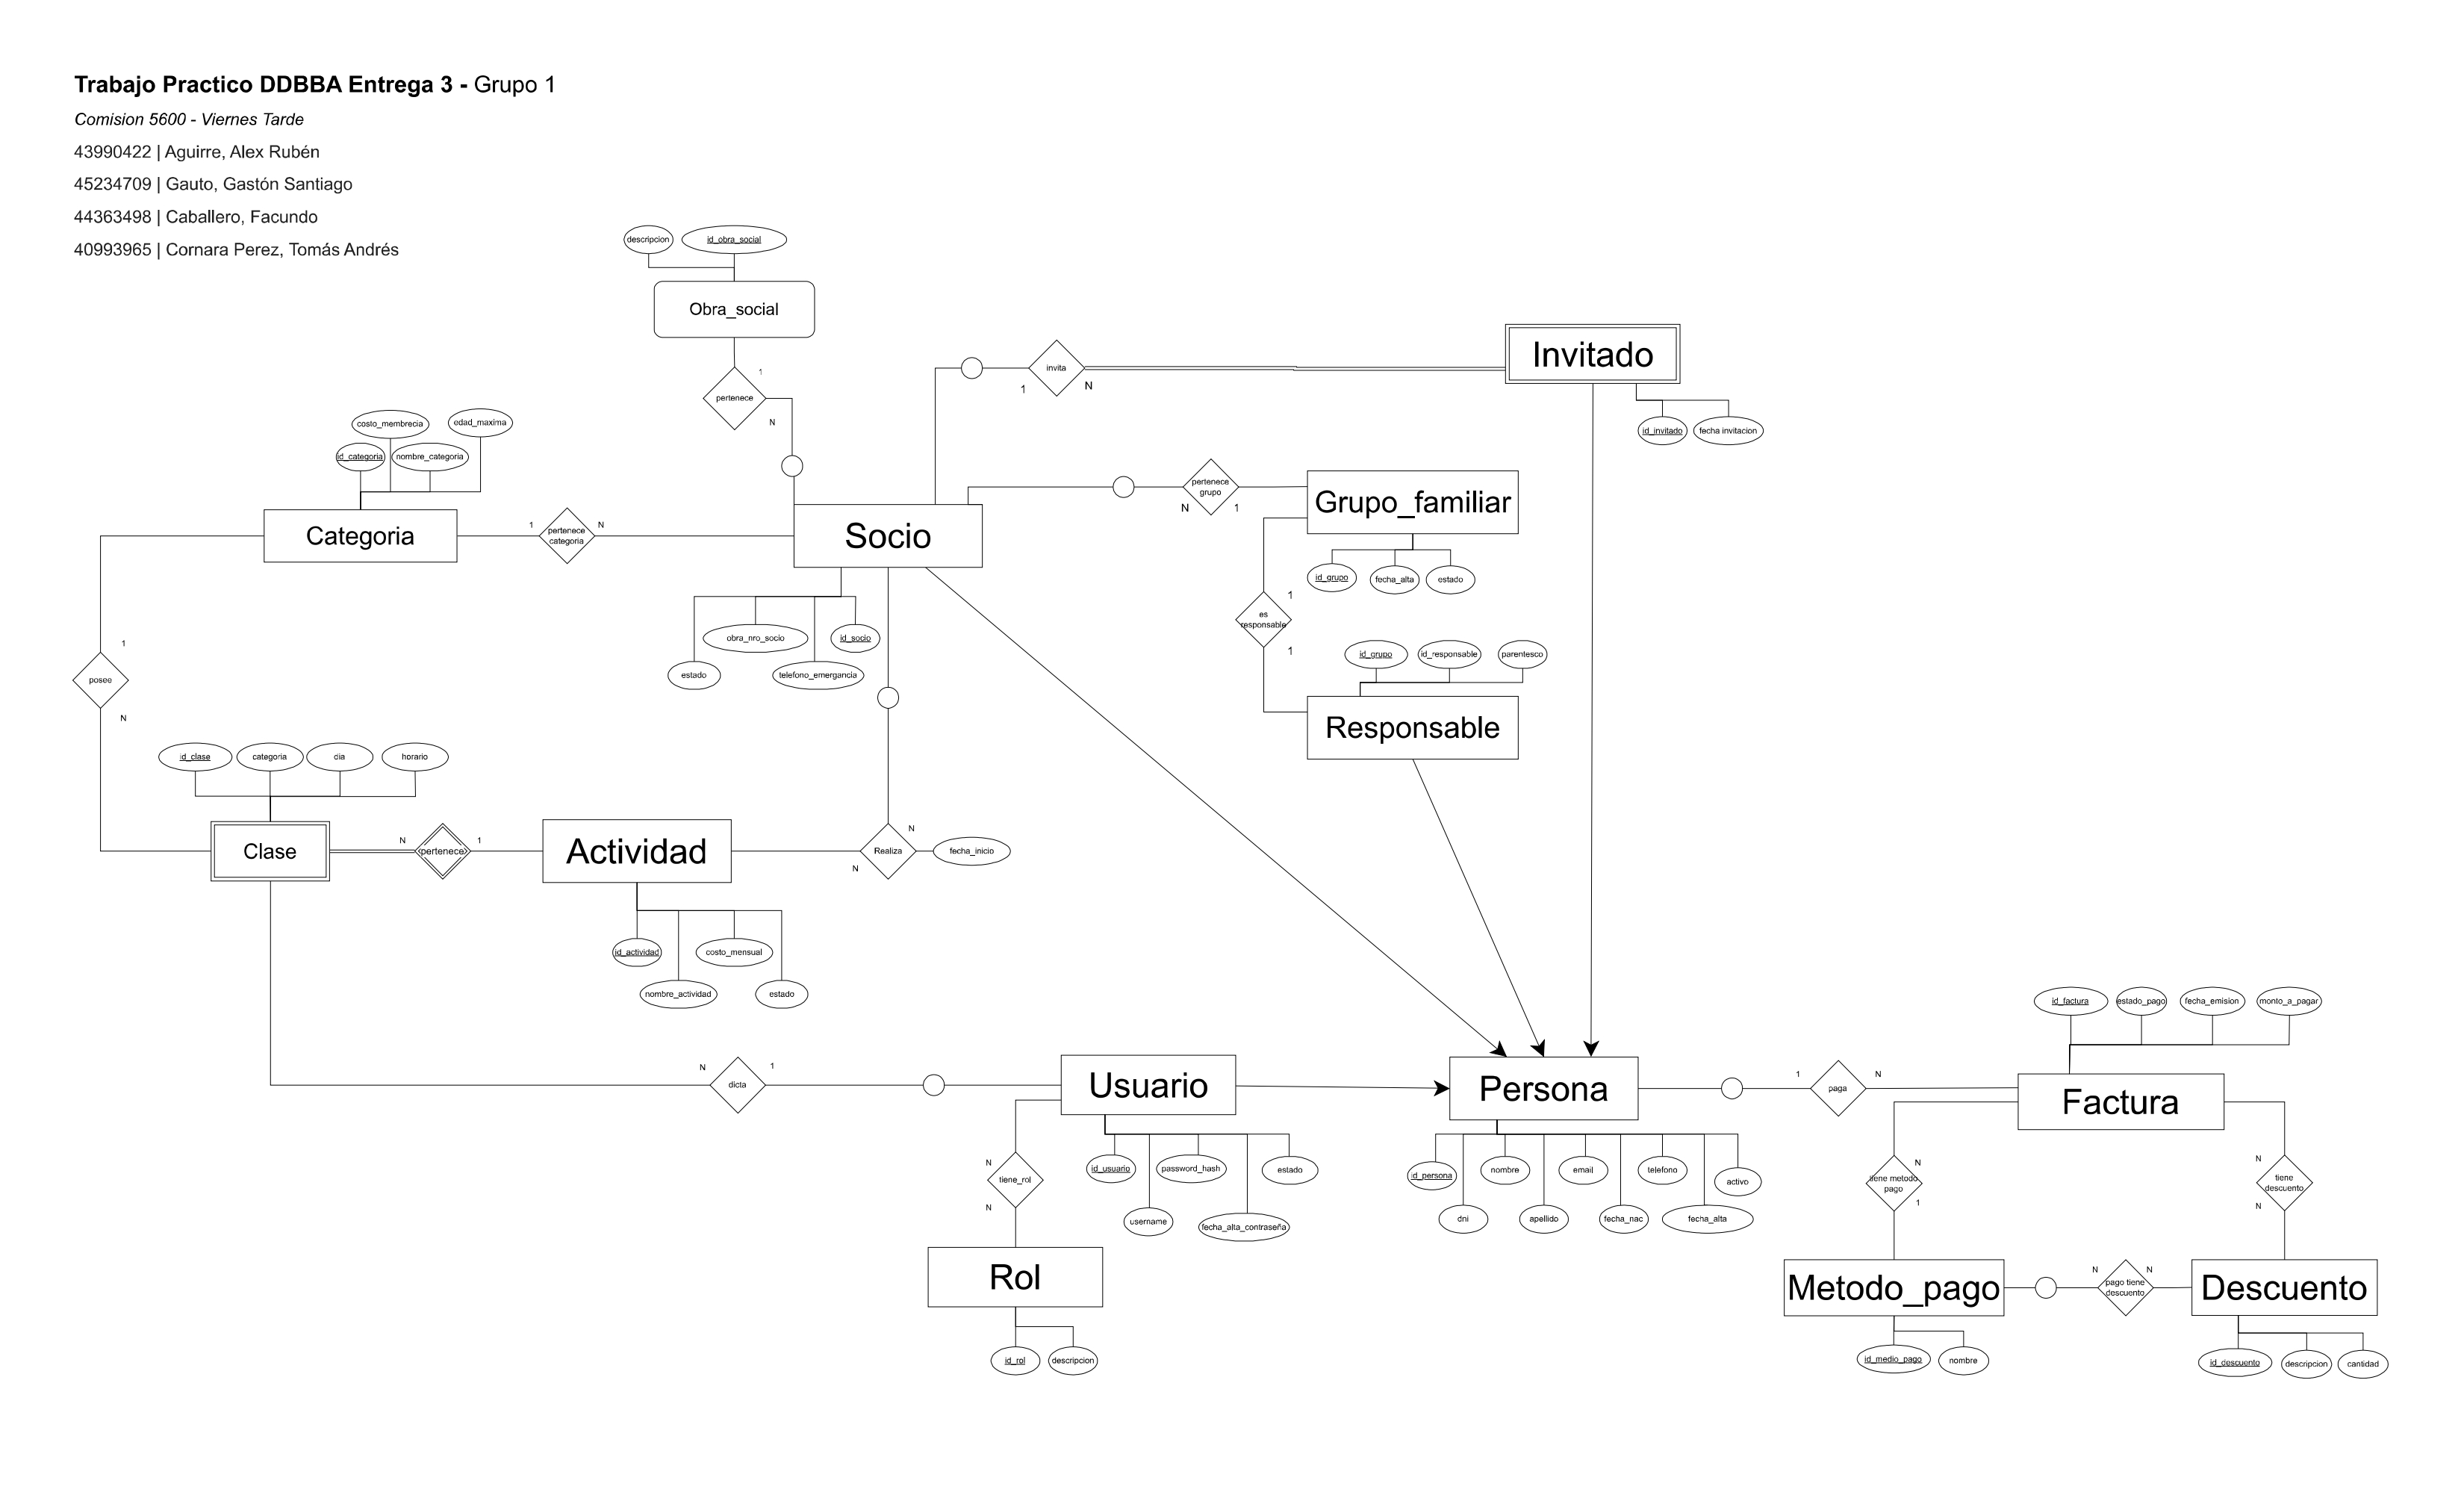 Trabajo Practico DDBBA Entrega 3 - Grupo 1
Comision 5600 - Viernes Tarde
43990422 | Aguirre, Alex Rubén
45234709 | Gauto, Gastón Santiago
44363498 | Caballero, Facundo
40993965 | Cornara Perez, Tomás Andrés
descripcion
id_obra_social
Obra_social
1
pertenece
N
invita
1
N
Invitado
id_invitado
fecha invitacion
costo_membrecia
edad_maxima
id_categoria
nombre_categoria
Categoria
1
pertenece
categoria
N
Socio
pertenece
grupo
N
1
Grupo_familiar
id_grupo
fecha_alta
estado
1
es
responsable
1
id_grupo
id_responsable
parentesco
Responsable
obra_nro_socio
id_socio
estado
telefono_emergancia
1
posee
N
id_clase
categoria
dia
horario
Clase
N
<pertenece>
1
Actividad
N
Realiza
N
fecha_inicio
id_actividad
costo_mensual
nombre_actividad
estado
N
dicta
1
Usuario
id_usuario
password_hash
estado
username
fecha_alta_contraseña
N
tiene_rol
N
Rol
id_rol
descripcion
Persona
id_persona
nombre
email
telefono
activo
dni
apellido
fecha_nac
fecha_alta
1
paga
N
id_factura
estado_pago
fecha_emision
monto_a_pagar
Factura
N
tiene metodo
pago
1
N
tiene
descuento
N
Metodo_pago
N
pago tiene
descuento
N
Descuento
id_medio_pago
nombre
id_descuento
descripcion
cantidad